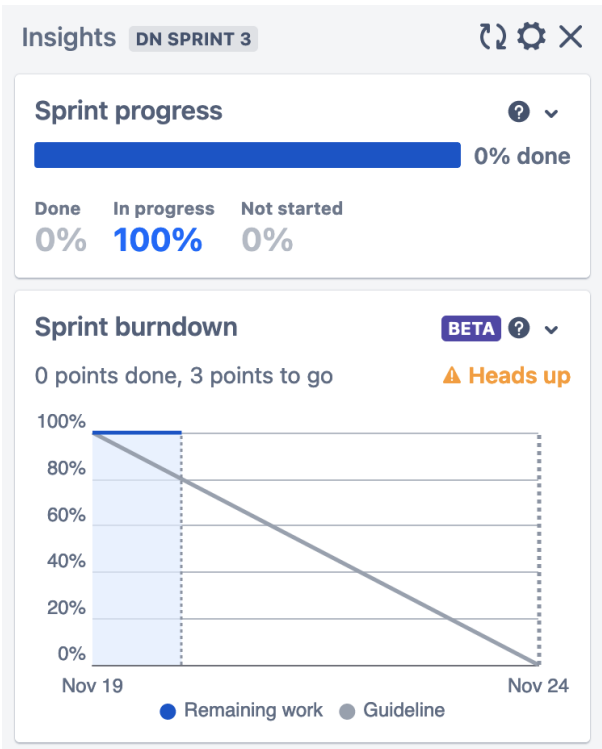 Insights DN SPRINT 3
Sprint progress ?
0% done
Done In progress Not started
0% 100% 0%
Sprint burndown BETA ?
0 points done, 3 points to go Heads up
100%
80%
60%
40%
20%
0%
Nov 19 Nov 24
Remaining work Guideline